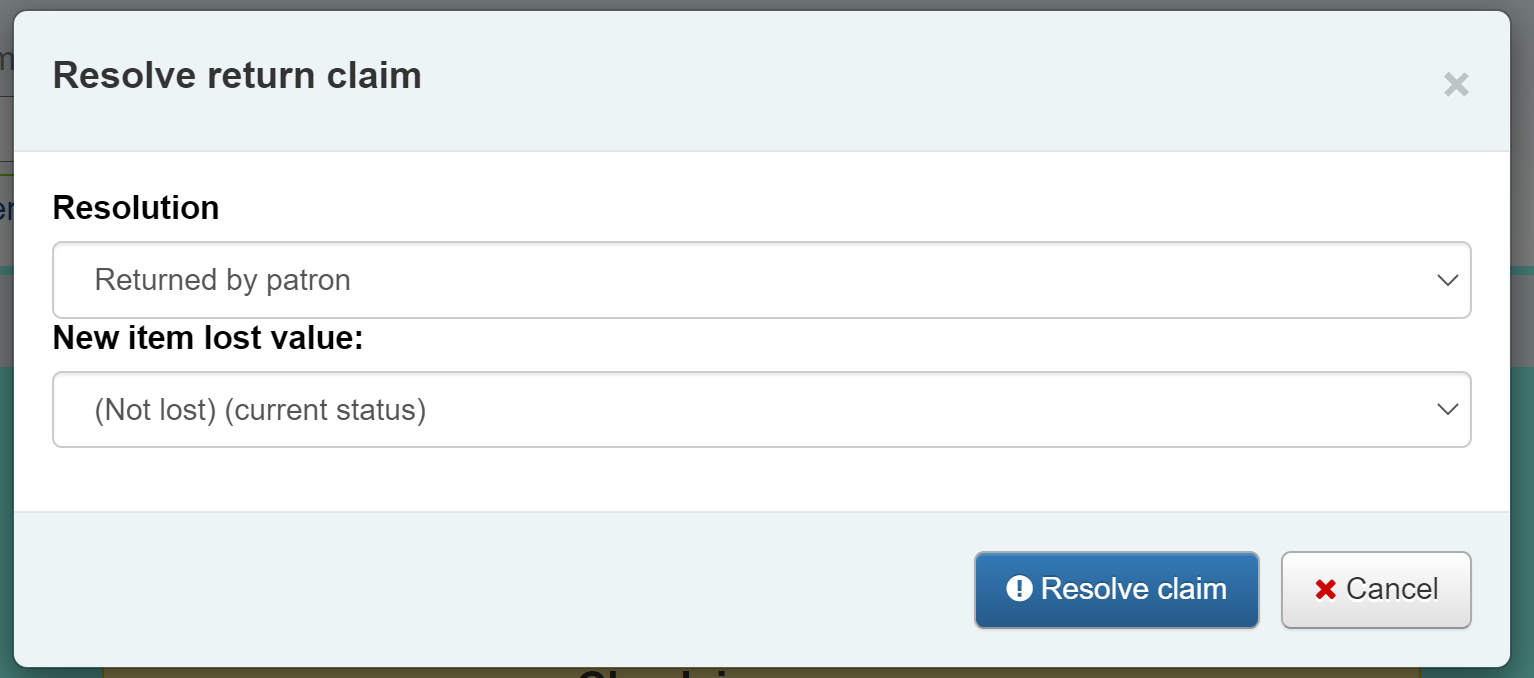 Resolve return claim
×
Resolution
Returned by patron
New item lost value:
(Not lost) (current status)
Resolve claim
Cancel